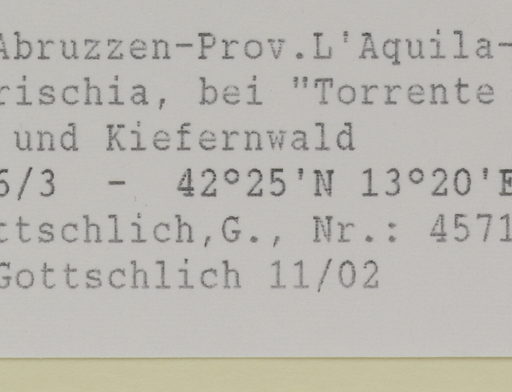 Abruzzen-Prov.L'Aquila-
rischia, bei "Torrente
und Kiefernwald
6/3 - 42°25'N 13°20'E
ttschlich,G., Nr.: 4571
Gottschlich 11/02